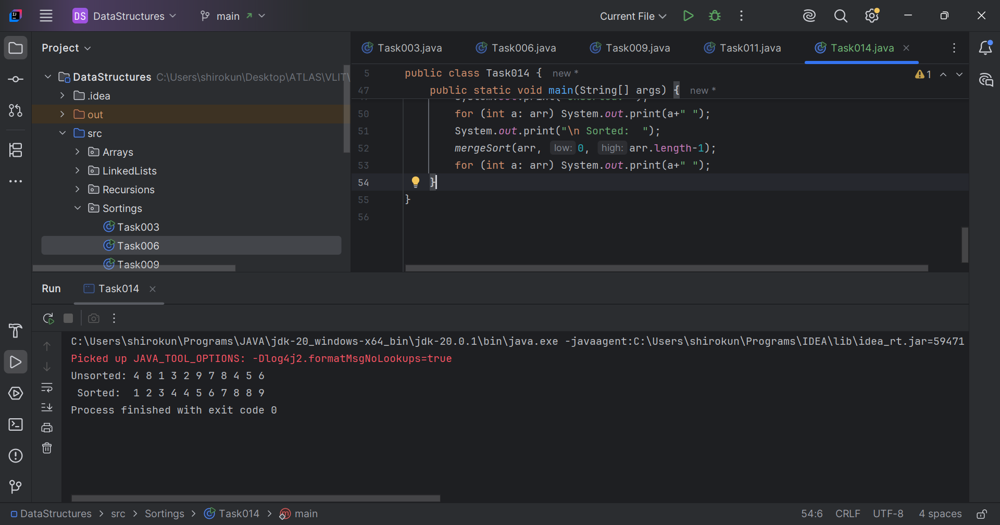 DS DataStructures main Current File
Project
Task003.java Task006.java Task009.java Task011.java Task014.java
DataStructures C:\Users\shirokun\Desktop\ATLAS\VLIT\
.idea
out
src
Arrays
LinkedLists
Recursions
Sortings
Task003
Task006
Task009
5 public class Task014 { new *
1
47 public static void main(String[] args) { new *
50 for (int a: arr) System.out.print(a+" ");
51 System.out.print("\n Sorted:  ");
52 mergeSort(arr, low: 0, high: arr.length-1);
53 for (int a: arr) System.out.print(a+" ");
54 }
55 }
56
Run Task014
C:\Users\shirokun\Programs\JAVA\jdk-20_windows-x64_bin\jdk-20.0.1\bin\java.exe -javaagent:C:\Users\shirokun\Programs\IDEA\lib\idea_rt.jar=59471
Picked up JAVA_TOOL_OPTIONS: -Dlog4j2.formatMsgNoLookups=true
Unsorted: 4 8 1 3 2 9 7 8 4 5 6
Sorted:  1 2 3 4 4 5 6 7 8 8 9
Process finished with exit code 0
DataStructures > src > Sortings > Task014 > main 54:6 CRLF UTF-8 4 spaces